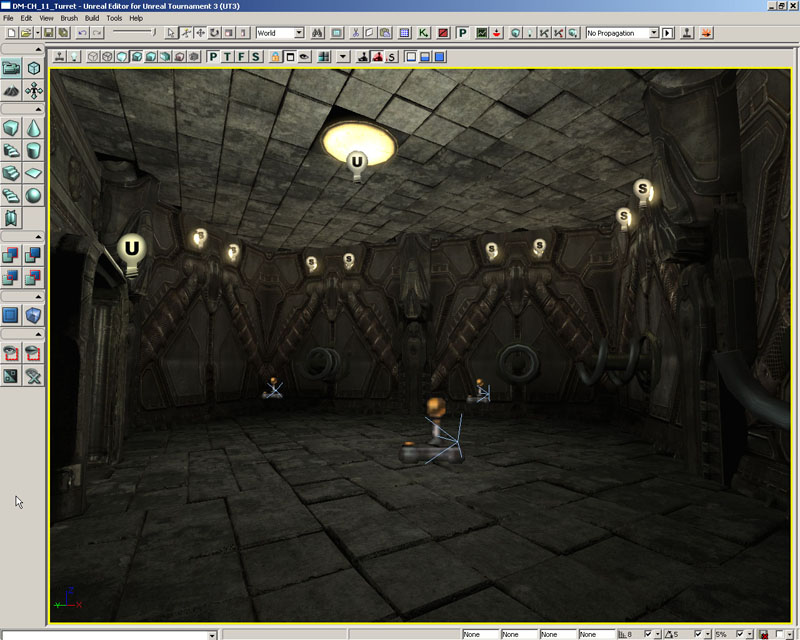 DM-CH_11_Turret - Unreal Editor for Unreal Tournament 3 (UT3)
File Edit View Brush Build Tools Help
World K P No Propagation
P T F S S
U
S
S
U
S
S
S
S
S
S
Z
Y X
None None None None 8 5 5%